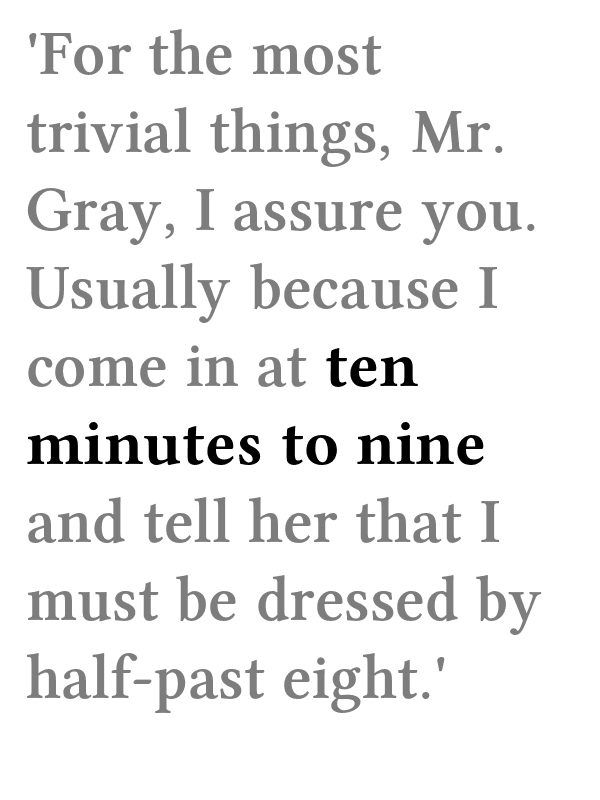 'For the most
trivial things, Mr.
Gray, I assure you.
Usually because I
come in at ten
minutes to nine
and tell her that I
must be dressed by
half-past eight.'